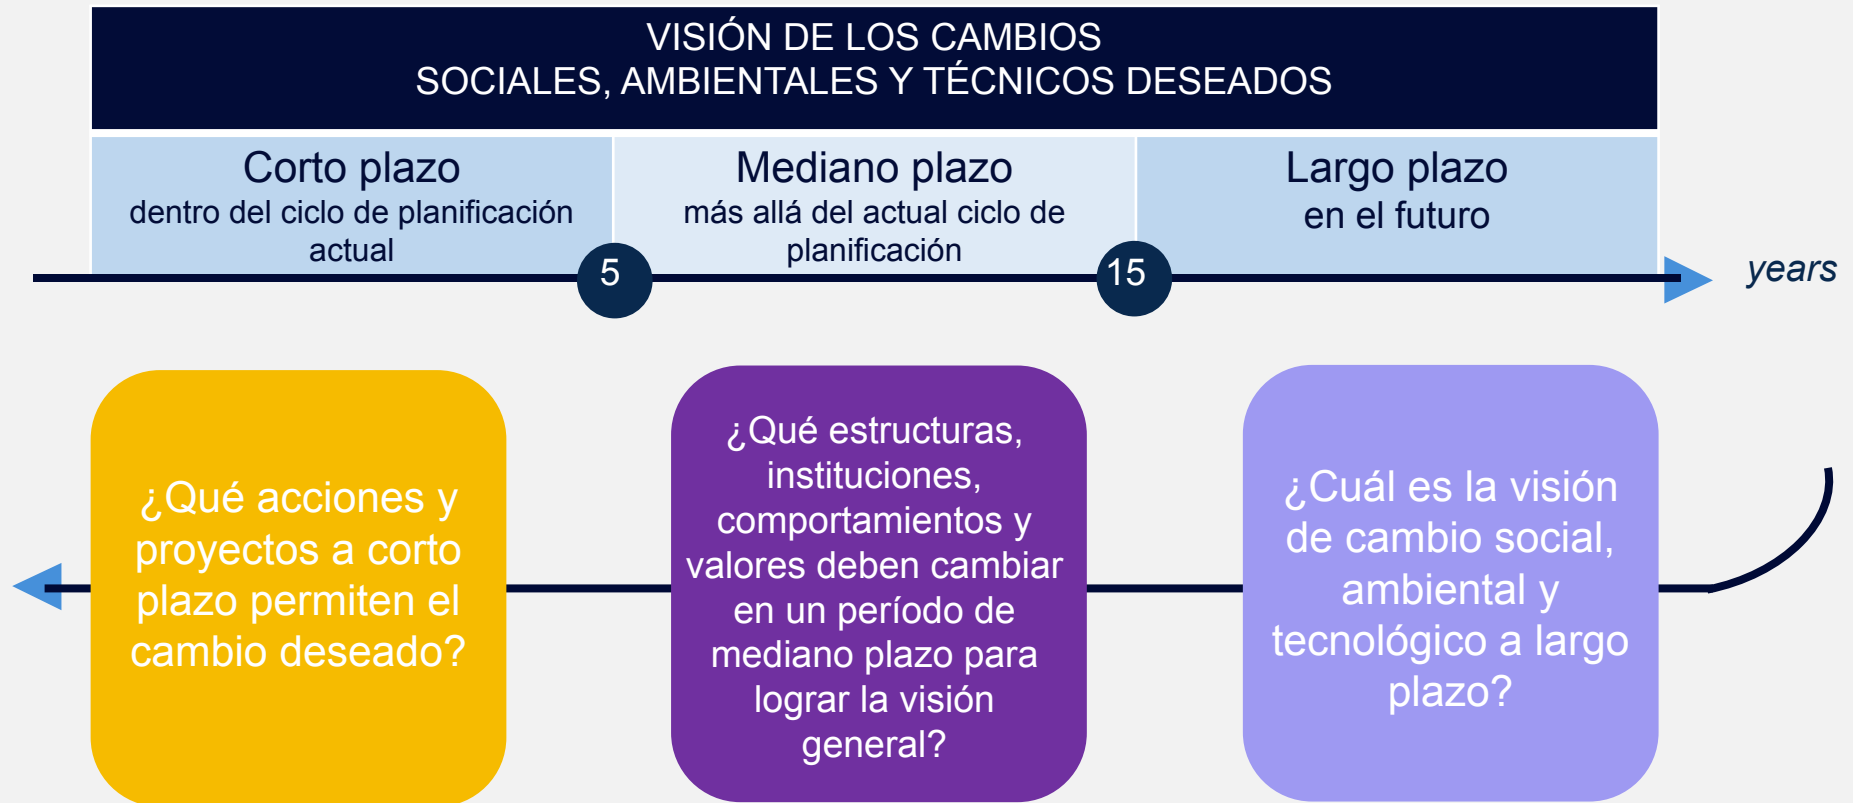 VISIÓN DE LOS CAMBIOS
SOCIALES, AMBIENTALES Y TÉCNICOS DESEADOS
Corto plazo
dentro del ciclo de planificación
actual
Mediano plazo
más allá del actual ciclo de
planificación
Largo plazo
en el futuro
5
15
years
¿Qué acciones y
proyectos a corto
plazo permiten el
cambio deseado?
¿Qué estructuras,
instituciones,
comportamientos y
valores deben cambiar
en un período de
mediano plazo para
lograr la visión
general?
¿Cuál es la visión
de cambio social,
ambiental y
tecnológico a largo
plazo?